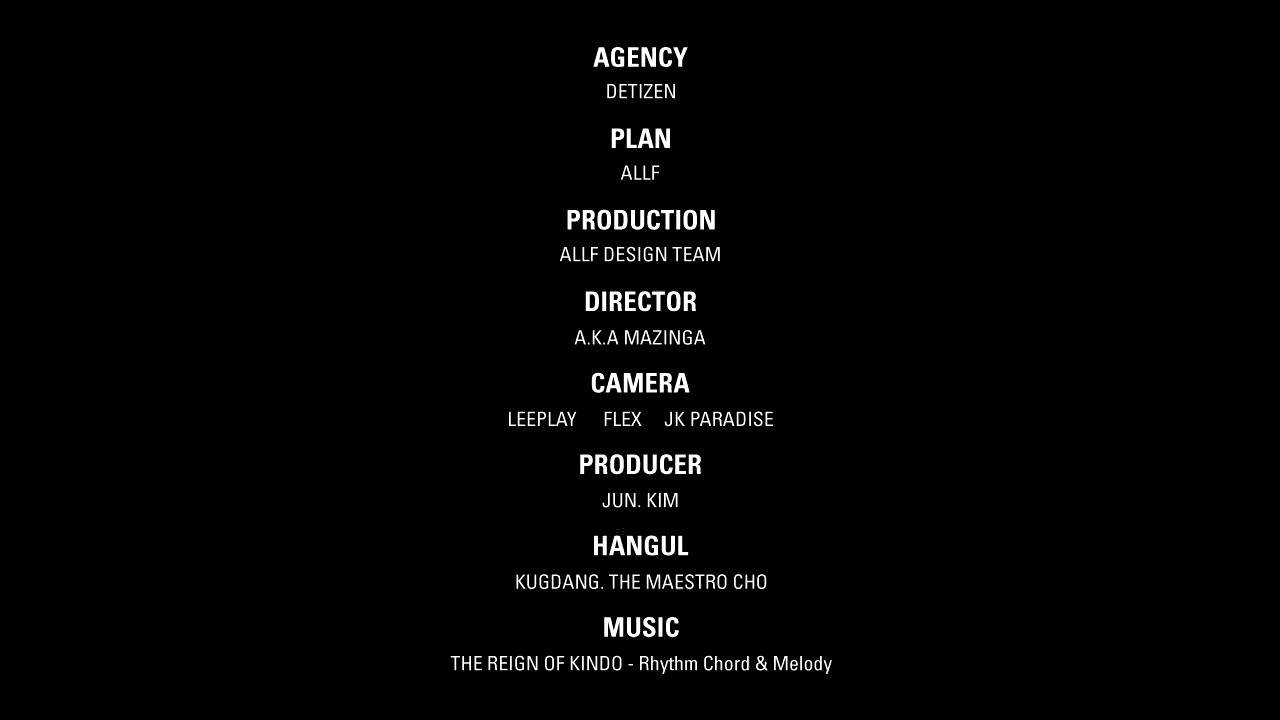 AGENCY
DETIZEN
PLAN
ALLF
PRODUCTION
ALLF DESIGN TEAM
DIRECTOR
A.K.A MAZINGA
CAMERA
LEEPLAY FLEX JK PARADISE
PRODUCER
JUN. KIM
HANGUL
KUGDANG. THE MAESTRO CHO
MUSIC
THE REIGN OF KINDO - Rhythm Chord & Melody